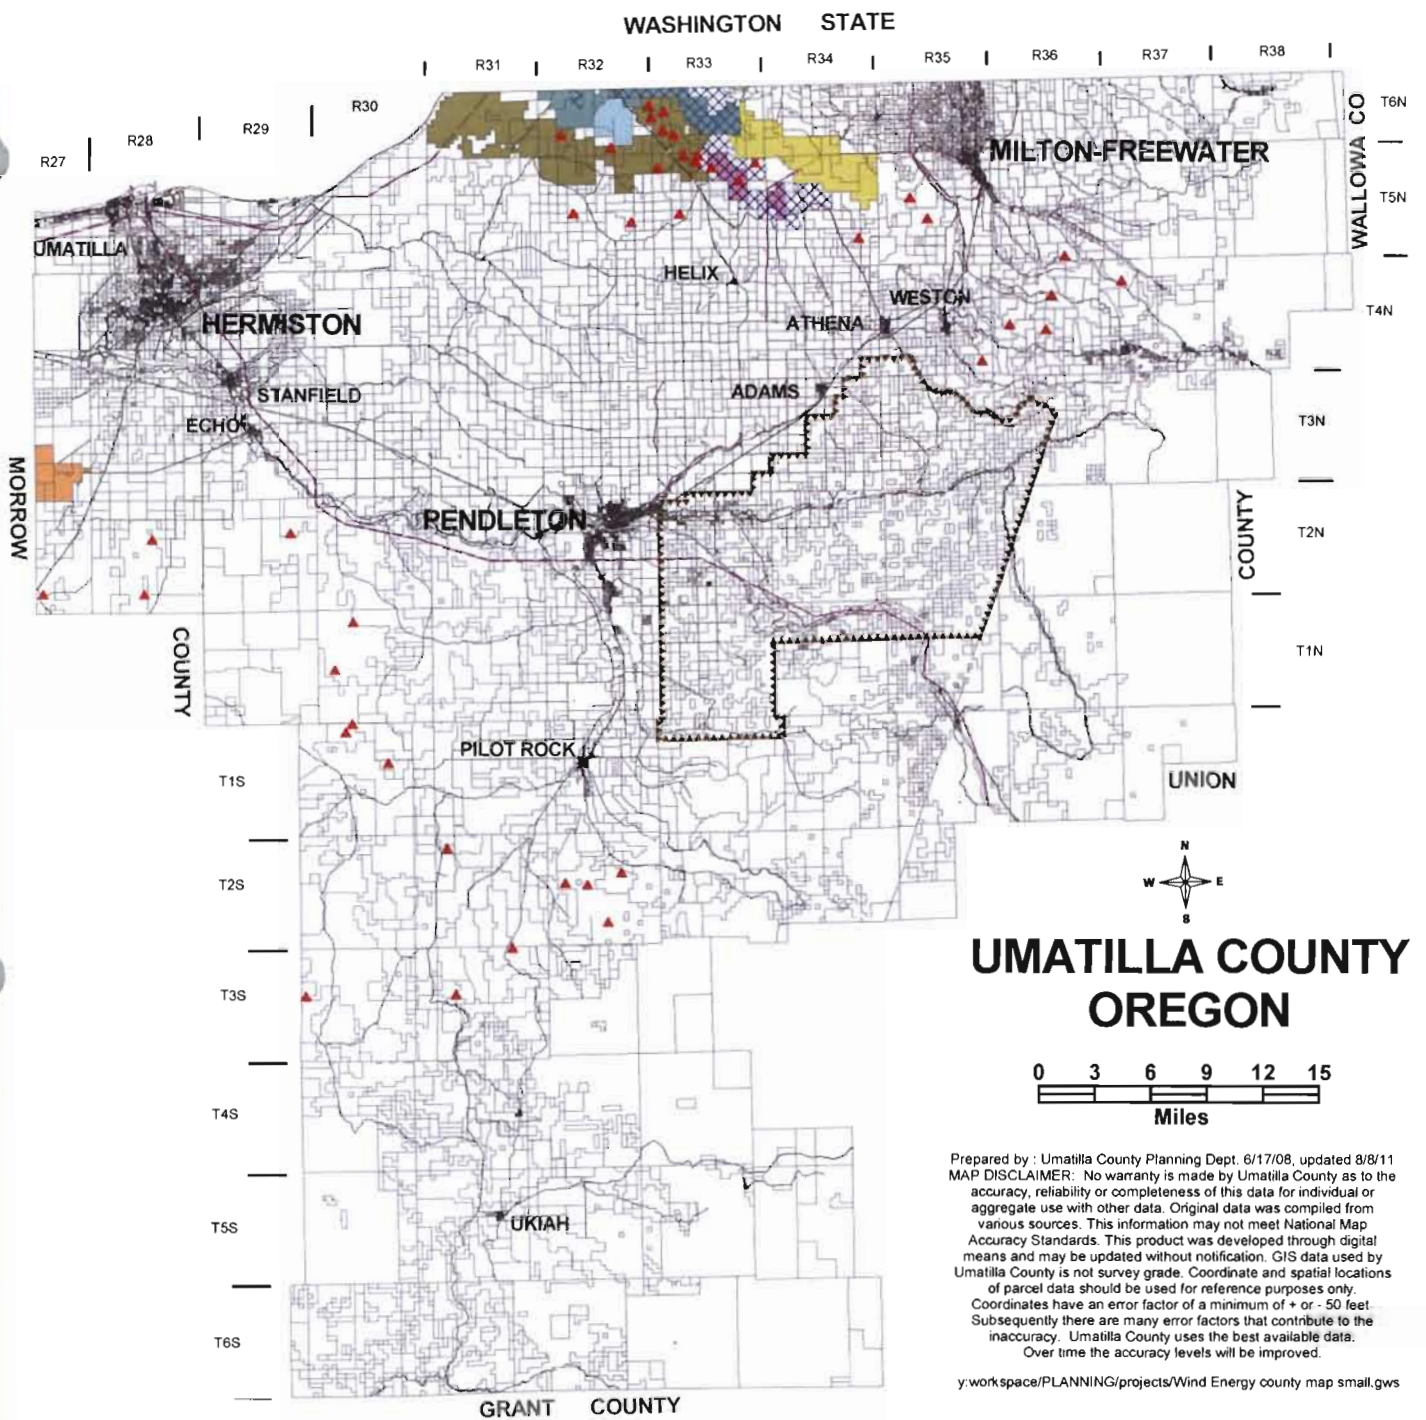 WASHINGTON STATE
R27
R28
R29
R30
R31
R32
R33
R34
R35
R36
R37
R38
T6N
WALLOWA CO
T5N
MILTON-FREEWATER
UMATILLA
HELIX
WESTON
T4N
HERMISTON
ATHENA
STANFIELD
ADAMS
ECHO
T3N
MORROW
PENDLETON
COUNTY
T2N
COUNTY
T1N
PILOT ROCK
T1S
UNION
N
W E
S
T2S
UMATILLA COUNTY
OREGON
T3S
0 3 6 9 12 15
Miles
T4S
Prepared by : Umatilla County Planning Dept. 6/17/08, updated 8/8/11
MAP DISCLAIMER: No warranty is made by Umatilla County as to the
accuracy, reliability or completeness of this data for individual or
aggregate use with other data. Original data was compiled from
various sources. This information may not meet National Map
Accuracy Standards. This product was developed through digital
means and may be updated without notification. GIS data used by
Umatilla County is not survey grade. Coordinate and spatial locations
of parcel data should be used for reference purposes only.
Coordinates have an error factor of a minimum of + or - 50 feet
Subsequently there are many error factors that contribute to the
inaccuracy. Umatilla County uses the best available data.
Over time the accuracy levels will be improved.
y:workspace/PLANNING/projects/Wind Energy county map small.gws
T5S
UKIAH
T6S
GRANT COUNTY